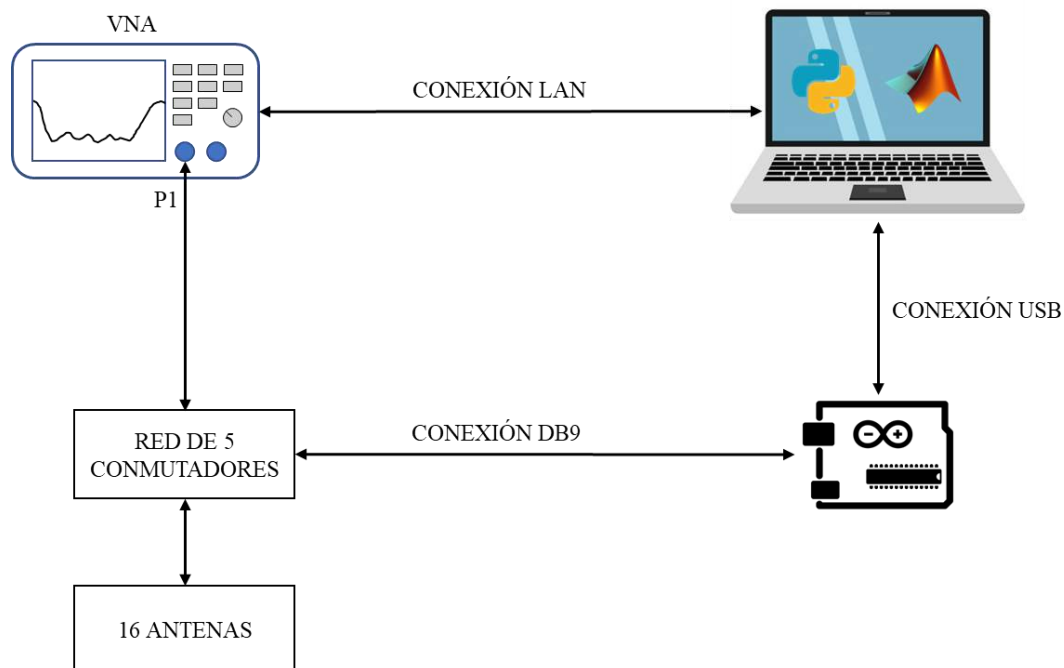 VNA
CONEXIÓN LAN
P1
CONEXIÓN USB
RED DE 5
CONMUTADORES
CONEXIÓN DB9
16 ANTENAS